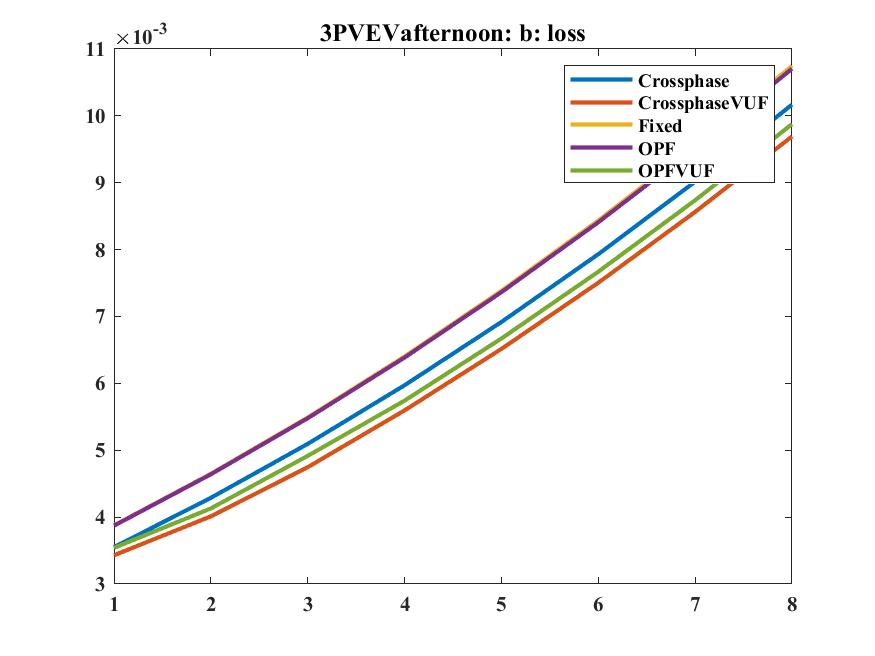 3PVEVafternoon: b: loss
×10-3
11
10
9
8
7
6
5
4
3
1 2 3 4 5 6 7 8
Crossphase
CrossphaseVUF
Fixed
OPF
OPFVUF